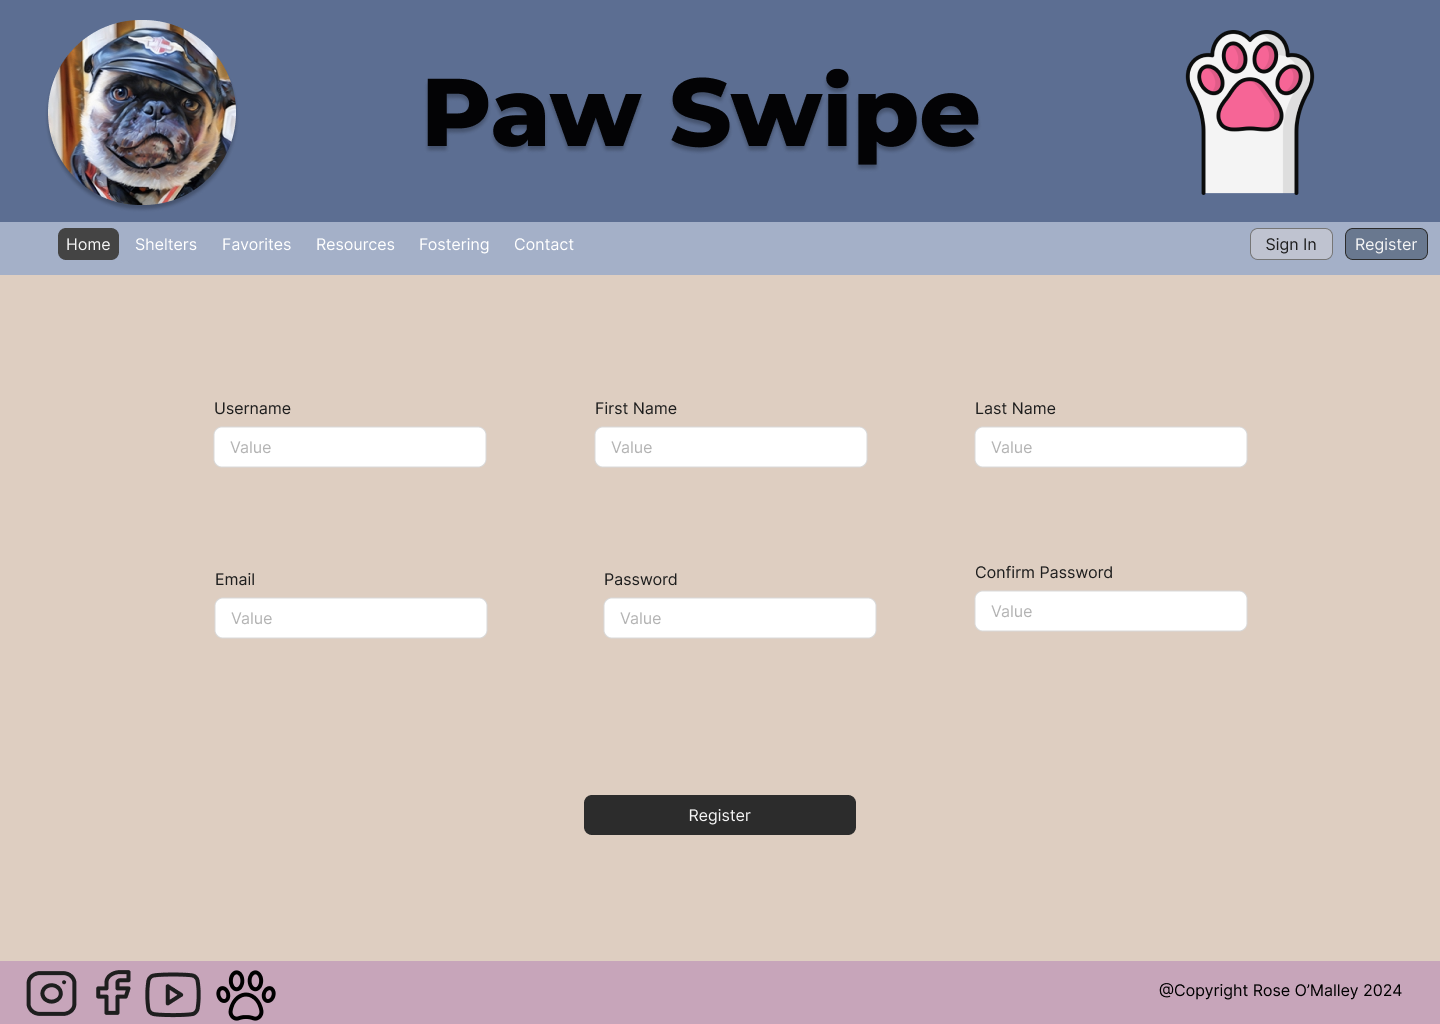 Paw Swipe
Home Shelters Favorites Resources Fostering Contact Sign In Register
Username First Name Last Name
Value Value Value
Confirm Password
Email Password
Value
Value Value
Register
@Copyright Rose O’Malley 2024